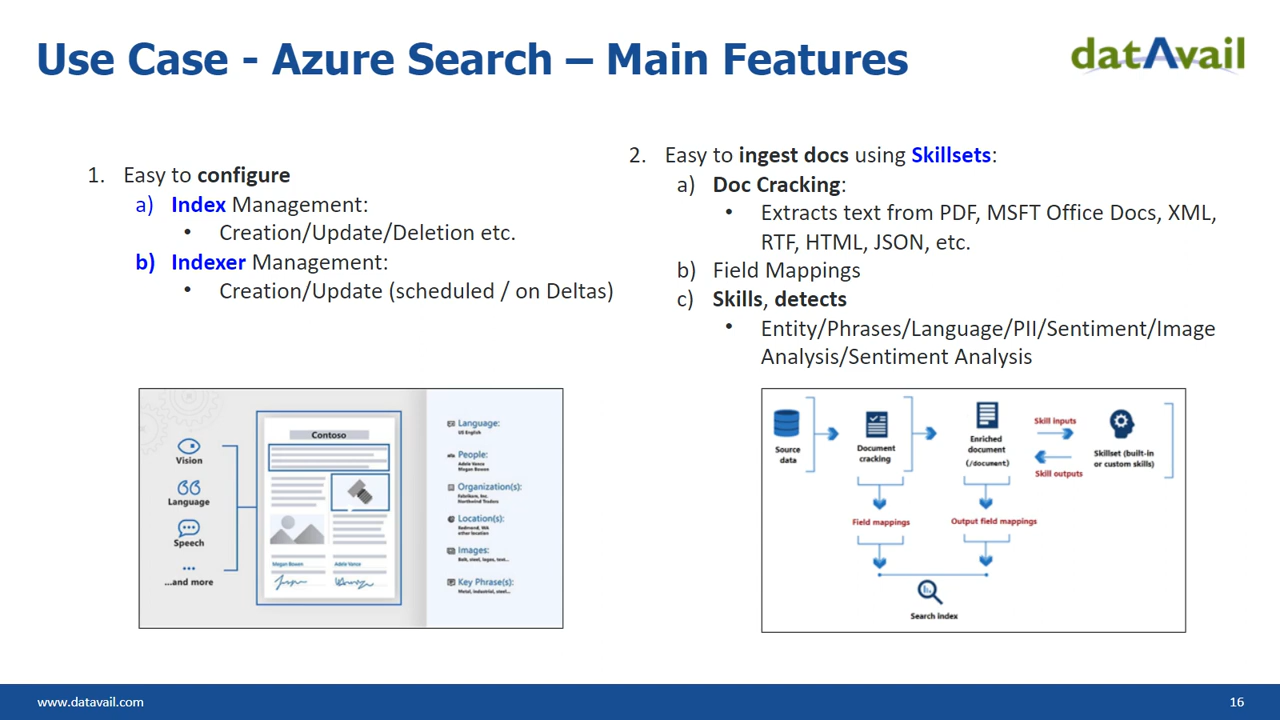 Use Case - Azure Search – Main Features
datAvail
1. Easy to configure
a) Index Management:
• Creation/Update/Deletion etc.
b) Indexer Management:
• Creation/Update (scheduled / on Deltas)
2. Easy to ingest docs using Skillsets:
a) Doc Cracking:
• Extracts text from PDF, MSFT Office Docs, XML,
RTF, HTML, JSON, etc.
b) Field Mappings
c) Skills, detects
• Entity/Phrases/Language/PII/Sentiment/Image
Analysis/Sentiment Analysis
Vision
Language
Speech
...and more
Contoso
Megan Bowen
Adele Vance
Language:
US English
People:
Adele Vance
Megan Bowen
Organization(s):
Fabrikam, Inc.
Northwind Traders
Location(s):
Redmond, WA
other location
Images:
Bolt, steel, logos, text...
Key Phrase(s):
Metal, industrial, steel...
Source
data
Document
cracking
Enriched
document
(/document)
Skill inputs
Skill outputs
Skillset (built-in
or custom skills)
Field mappings
Output field mappings
Search index
www.datavail.com
16